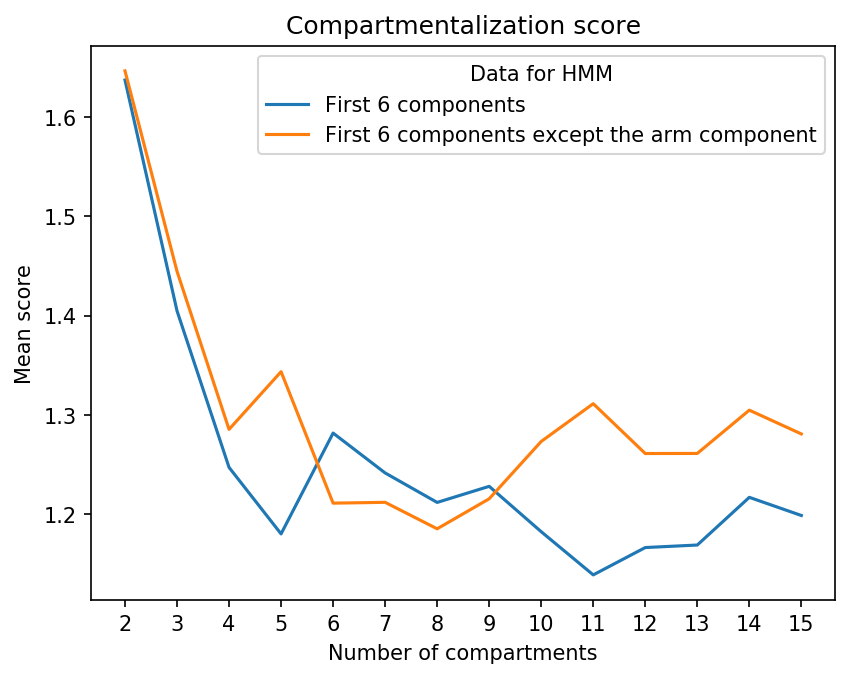 Compartmentalization score
Data for HMM
First 6 components
First 6 components except the arm component
Mean score
1.6
1.5
1.4
1.3
1.2
2 3 4 5 6 7 8 9 10 11 12 13 14 15
Number of compartments